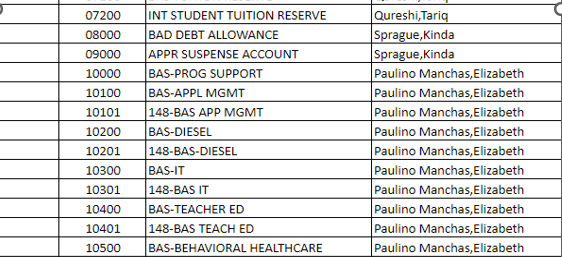 07200 INT STUDENT TUITION RESERVE Qureshi,Tariq
08000 BAD DEBT ALLOWANCE Sprague,Kinda
09000 APPR SUSPENSE ACCOUNT Sprague,Kinda
10000 BAS-PROG SUPPORT Paulino Manchas,Elizabeth
10100 BAS-APPL MGMT Paulino Manchas,Elizabeth
10101 148-BAS APP MGMT Paulino Manchas,Elizabeth
10200 BAS-DIESEL Paulino Manchas,Elizabeth
10201 148-BAS-DIESEL Paulino Manchas,Elizabeth
10300 BAS-IT Paulino Manchas,Elizabeth
10301 148-BAS IT Paulino Manchas,Elizabeth
10400 BAS-TEACHER ED Paulino Manchas,Elizabeth
10401 148-BAS TEACH ED Paulino Manchas,Elizabeth
10500 BAS-BEHAVIORAL HEALTHCARE Paulino Manchas,Elizabeth